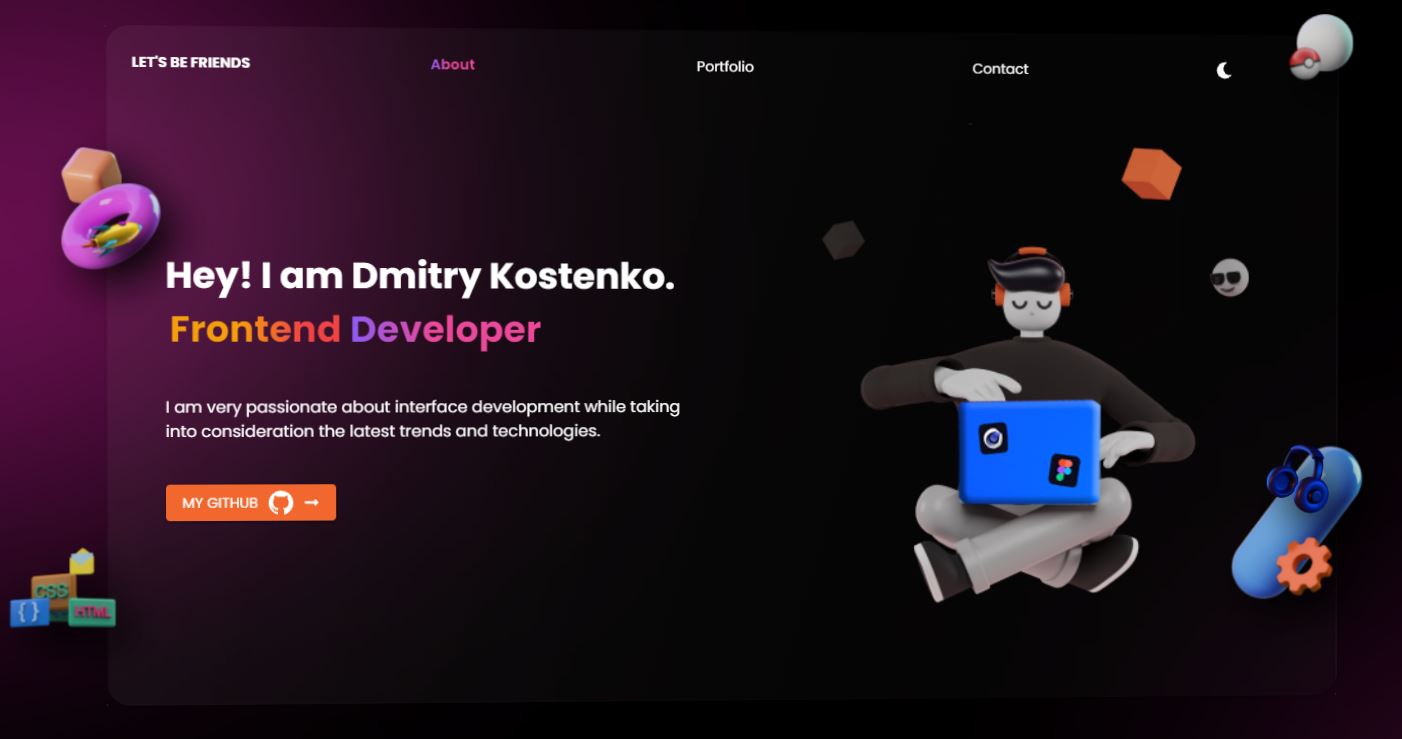 LET'S BE FRIENDS
About
Portfolio
Contact
Hey! I am Dmitry Kostenko.
Frontend Developer
I am very passionate about interface development while taking
into consideration the latest trends and technologies.
MY GITHUB →
CSS
{ } HTML